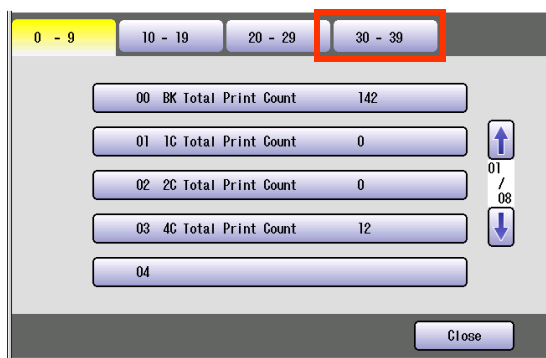 0 - 9 10 - 19 20 - 29 30 - 39
00 BK Total Print Count 142
01 1C Total Print Count 0
02 2C Total Print Count 0
03 4C Total Print Count 12
04
01
/
08
Close